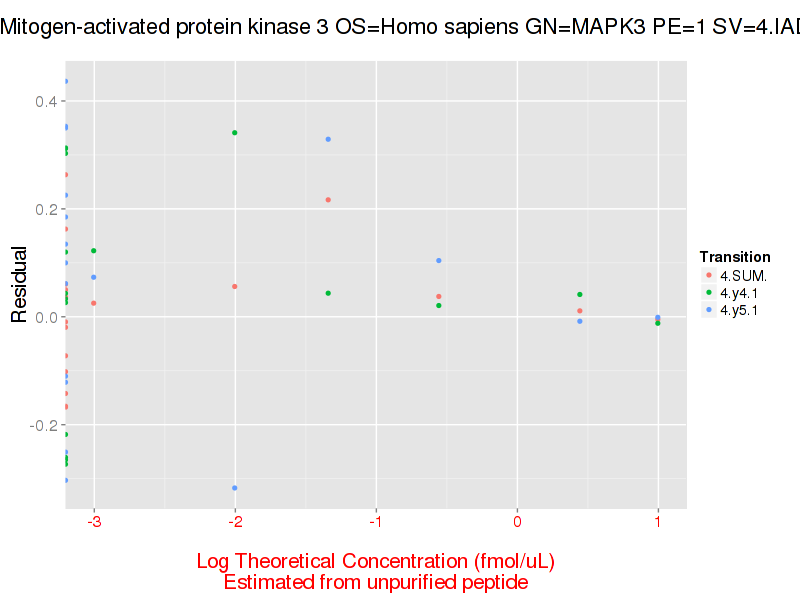 Mitogen-activated protein kinase 3 OS=Homo sapiens GN=MAPK3 PE=1 SV=4.IAD
0.4
0.2
0.0
-0.2
Residual
-3
-2
-1
0
1
Log Theoretical Concentration (fmol/uL)
Estimated from unpurified peptide
Transition
4.SUM.
4.y4.1
4.y5.1